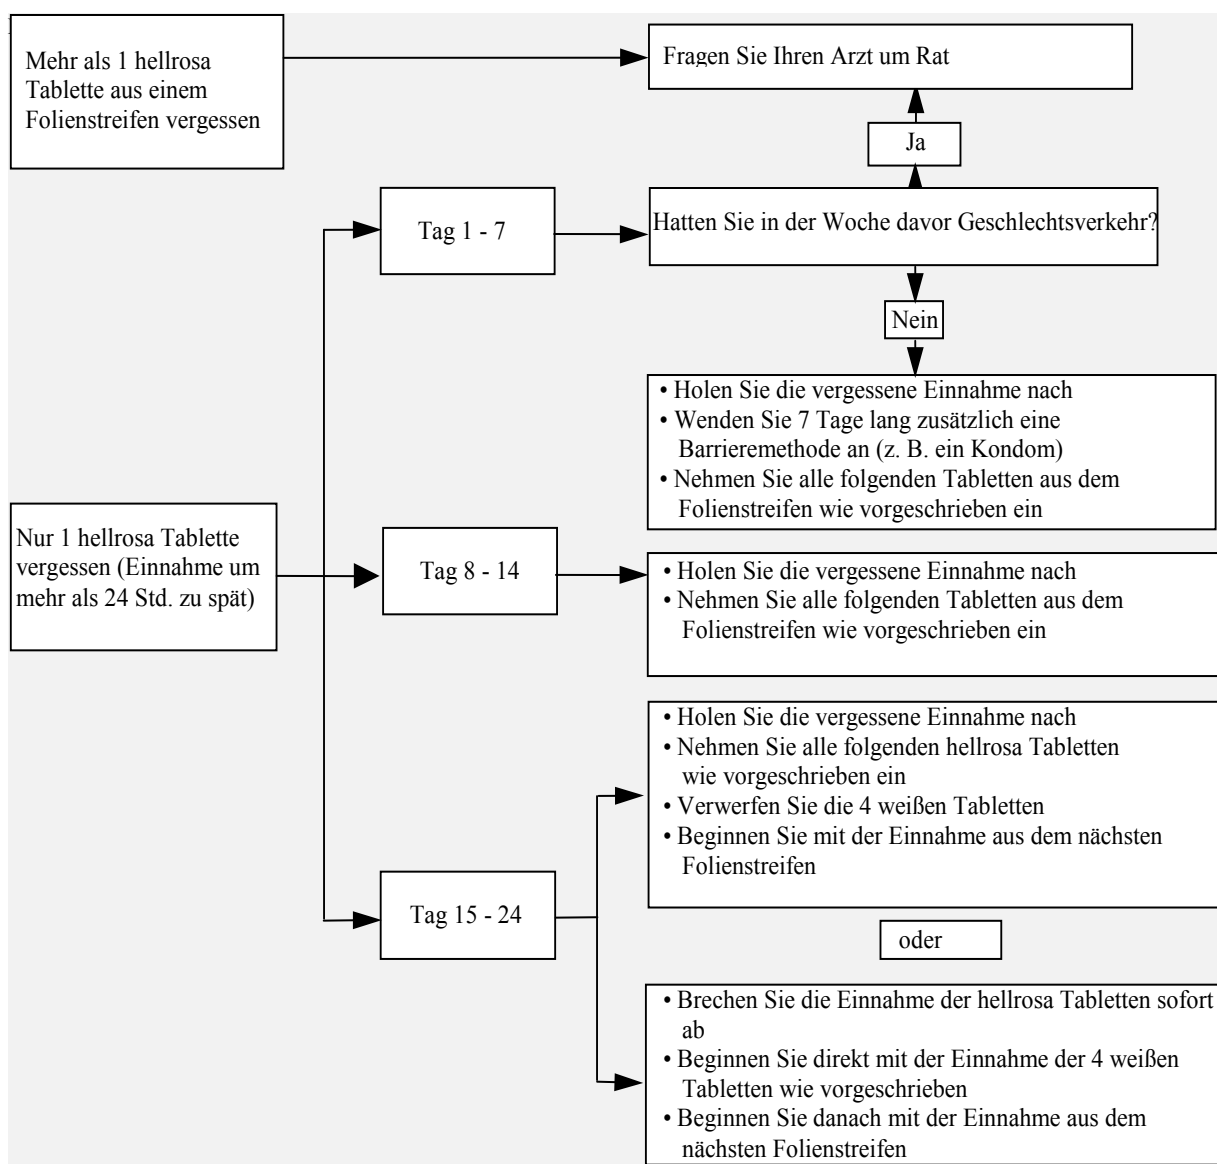 Mehr als 1 hellrosa
Tablette aus einem
Folienstreifen vergessen
Fragen Sie Ihren Arzt um Rat
Ja
Tag 1 - 7
Hatten Sie in der Woche davor Geschlechtsverkehr?
Nein
• Holen Sie die vergessene Einnahme nach
• Wenden Sie 7 Tage lang zusätzlich eine
Barrieremethode an (z. B. ein Kondom)
• Nehmen Sie alle folgenden Tabletten aus dem
Folienstreifen wie vorgeschrieben ein
Nur 1 hellrosa Tablette
vergessen (Einnahme um
mehr als 24 Std. zu spät)
Tag 8 - 14
• Holen Sie die vergessene Einnahme nach
• Nehmen Sie alle folgenden Tabletten aus dem
Folienstreifen wie vorgeschrieben ein
Tag 15 - 24
• Holen Sie die vergessene Einnahme nach
• Nehmen Sie alle folgenden hellrosa Tabletten
wie vorgeschrieben ein
• Verwerfen Sie die 4 weißen Tabletten
• Beginnen Sie mit der Einnahme aus dem nächsten
Folienstreifen
oder
• Brechen Sie die Einnahme der hellrosa Tabletten sofort
ab
• Beginnen Sie direkt mit der Einnahme der 4 weißen
Tabletten wie vorgeschrieben
• Beginnen Sie danach mit der Einnahme aus dem
nächsten Folienstreifen